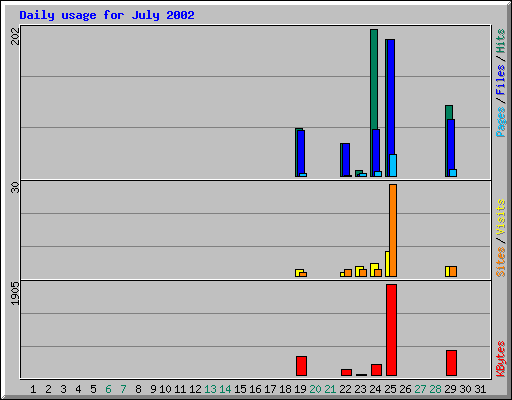 Daily usage for July 2002
202
Pages / Files / Hits
30
Sites / Visits
1905
KBytes
1 2 3 4 5 6 7 8 9 10 11 12 13 14 15 16 17 18 19 20 21 22 23 24 25 26 27 28 29 30 31